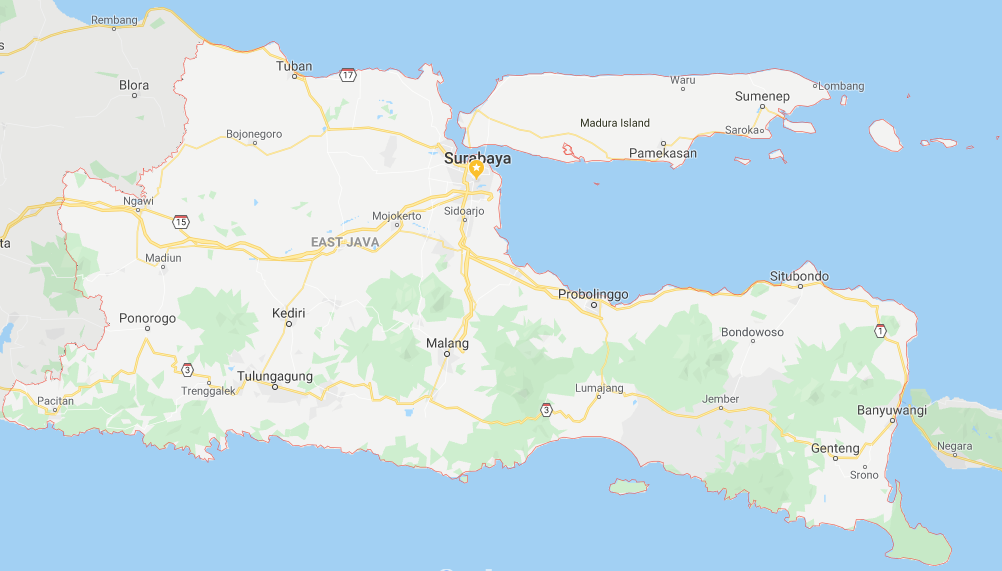 Rembang
s
Tuban
17
Waru
Blora
Lombang
Sumenep
Madura Island
Saroka
Bojonegoro
Pamekasan
Surabaya
Ngawi
15
Mojokerto
Sidoarjo
ta
EAST JAVA
Madiun
Situbondo
Probolinggo
Ponorogo
Kediri
Bondowoso
1
Malang
3
Tulungagung
Trenggalek
Lumajang
Pacitan
Jember
3
Banyuwangi
Genteng
Negara
Srono